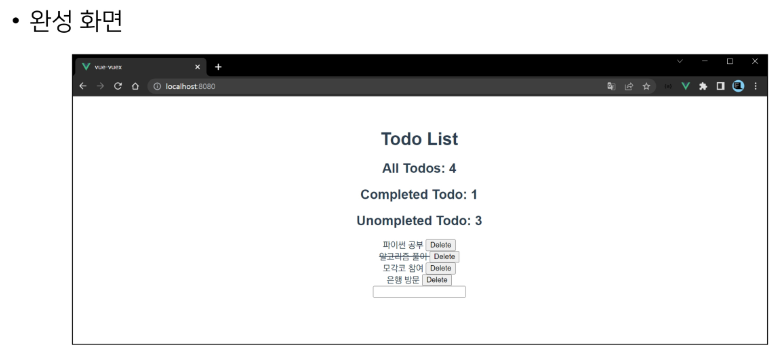 • 완성 화면
vue-vuex
localhost:8080
Todo List
All Todos: 4
Completed Todo: 1
Unompleted Todo: 3
파이썬 공부 Delete
알고리즘 풀이 Delete
모각코 참여 Delete
은행 방문 Delete